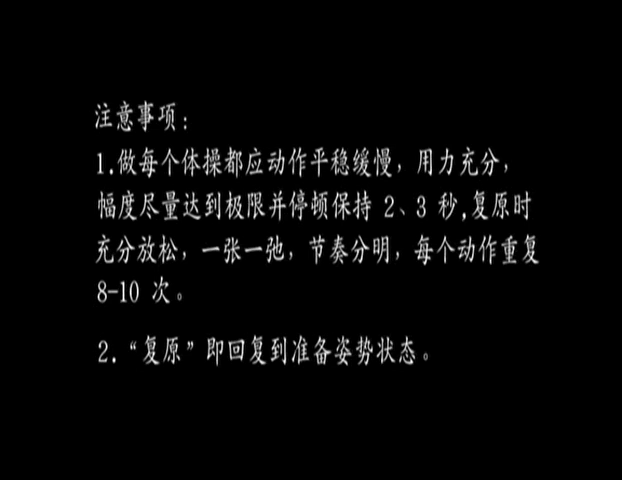 注意事项：
1.做每个体操都应动作平稳缓慢，用力充分，
幅度尽量达到极限并停顿保持 2、3 秒,复原时
充分放松，一张一弛，节奏分明，每个动作重复
8-10 次。
2.“复原”即回复到准备姿势状态。